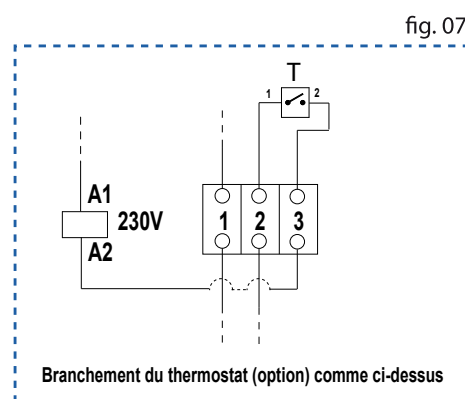 fig. 07
T
1 2
A1
230V
A2
1 2 3
Branchement du thermostat (option) comme ci-dessus